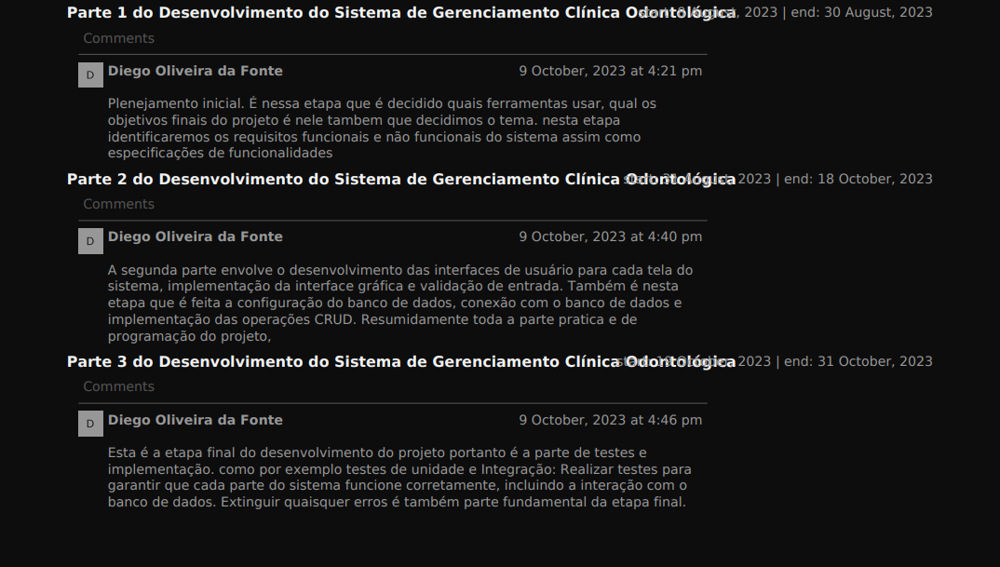 Parte 1 do Desenvolvimento do Sistema de Gerenciamento Clínica Odontológica start: August, 2023 | end: 30 August, 2023
Comments
D Diego Oliveira da Fonte 9 October, 2023 at 4:21 pm
Plenejamento inicial. É nessa etapa que é decidido quais ferramentas usar, qual os
objetivos finais do projeto é nele tambem que decidimos o tema. nesta etapa
identificaremos os requisitos funcionais e não funcionais do sistema assim como
especificações de funcionalidades
Parte 2 do Desenvolvimento do Sistema de Gerenciamento Clínica Odontológica start: 31 August, 2023 | end: 18 October, 2023
Comments
D Diego Oliveira da Fonte 9 October, 2023 at 4:40 pm
A segunda parte envolve o desenvolvimento das interfaces de usuário para cada tela do
sistema, implementação da interface gráfica e validação de entrada. Também é nesta
etapa que é feita a configuração do banco de dados, conexão com o banco de dados e
implementação das operações CRUD. Resumidamente toda a parte pratica e de
programação do projeto,
Parte 3 do Desenvolvimento do Sistema de Gerenciamento Clínica Odontológica start: 19 October, 2023 | end: 31 October, 2023
Comments
D Diego Oliveira da Fonte 9 October, 2023 at 4:46 pm
Esta é a etapa final do desenvolvimento do projeto portanto é a parte de testes e
implementação. como por exemplo testes de unidade e Integração: Realizar testes para
garantir que cada parte do sistema funcione corretamente, incluindo a interação com o
banco de dados. Extinguir quaisquer erros é também parte fundamental da etapa final.